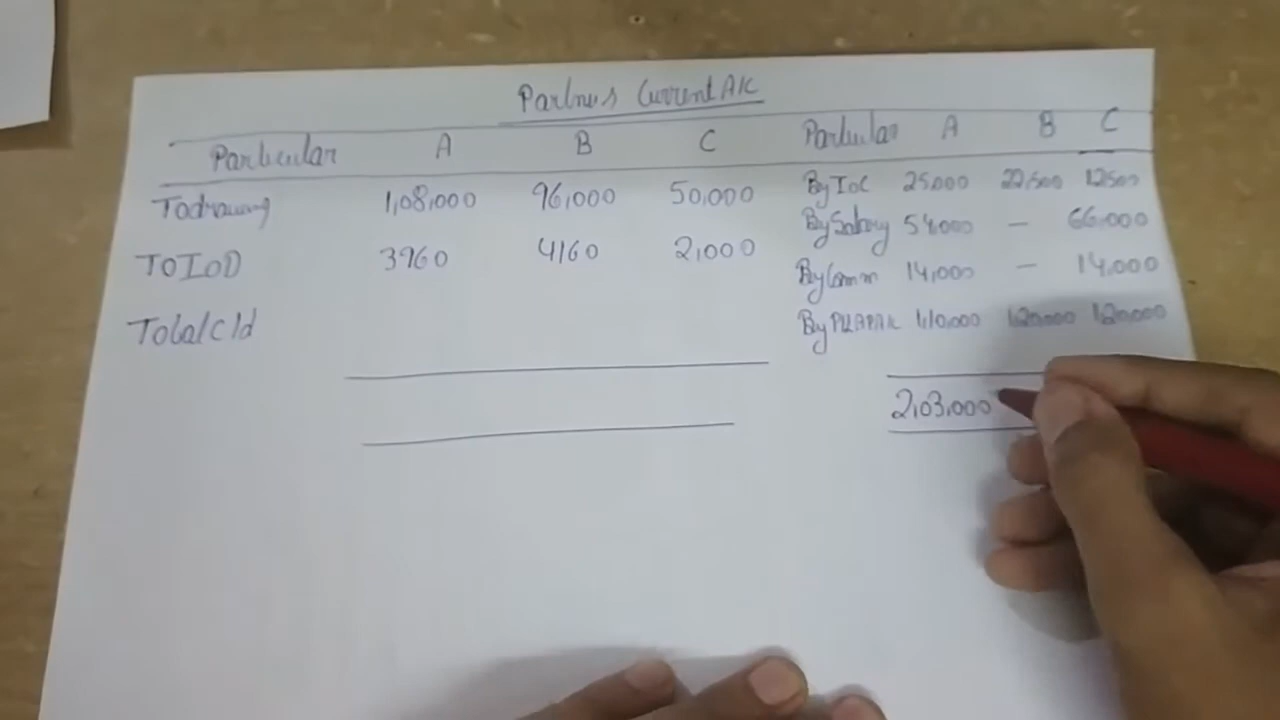 Partners Current A/C
Particular A B C Particular A B C
To drawing 1,08,000 96,000 50,000 By IoC 25,000 22,500 12,500
To IoD 3960 4160 2,000 By Salary 54,000 — 66,000
By Comm 14,000 — 14,000
To bal c/d By P&LAPA/c 1,10,000 1,20,000 1,20,000
2,03,000